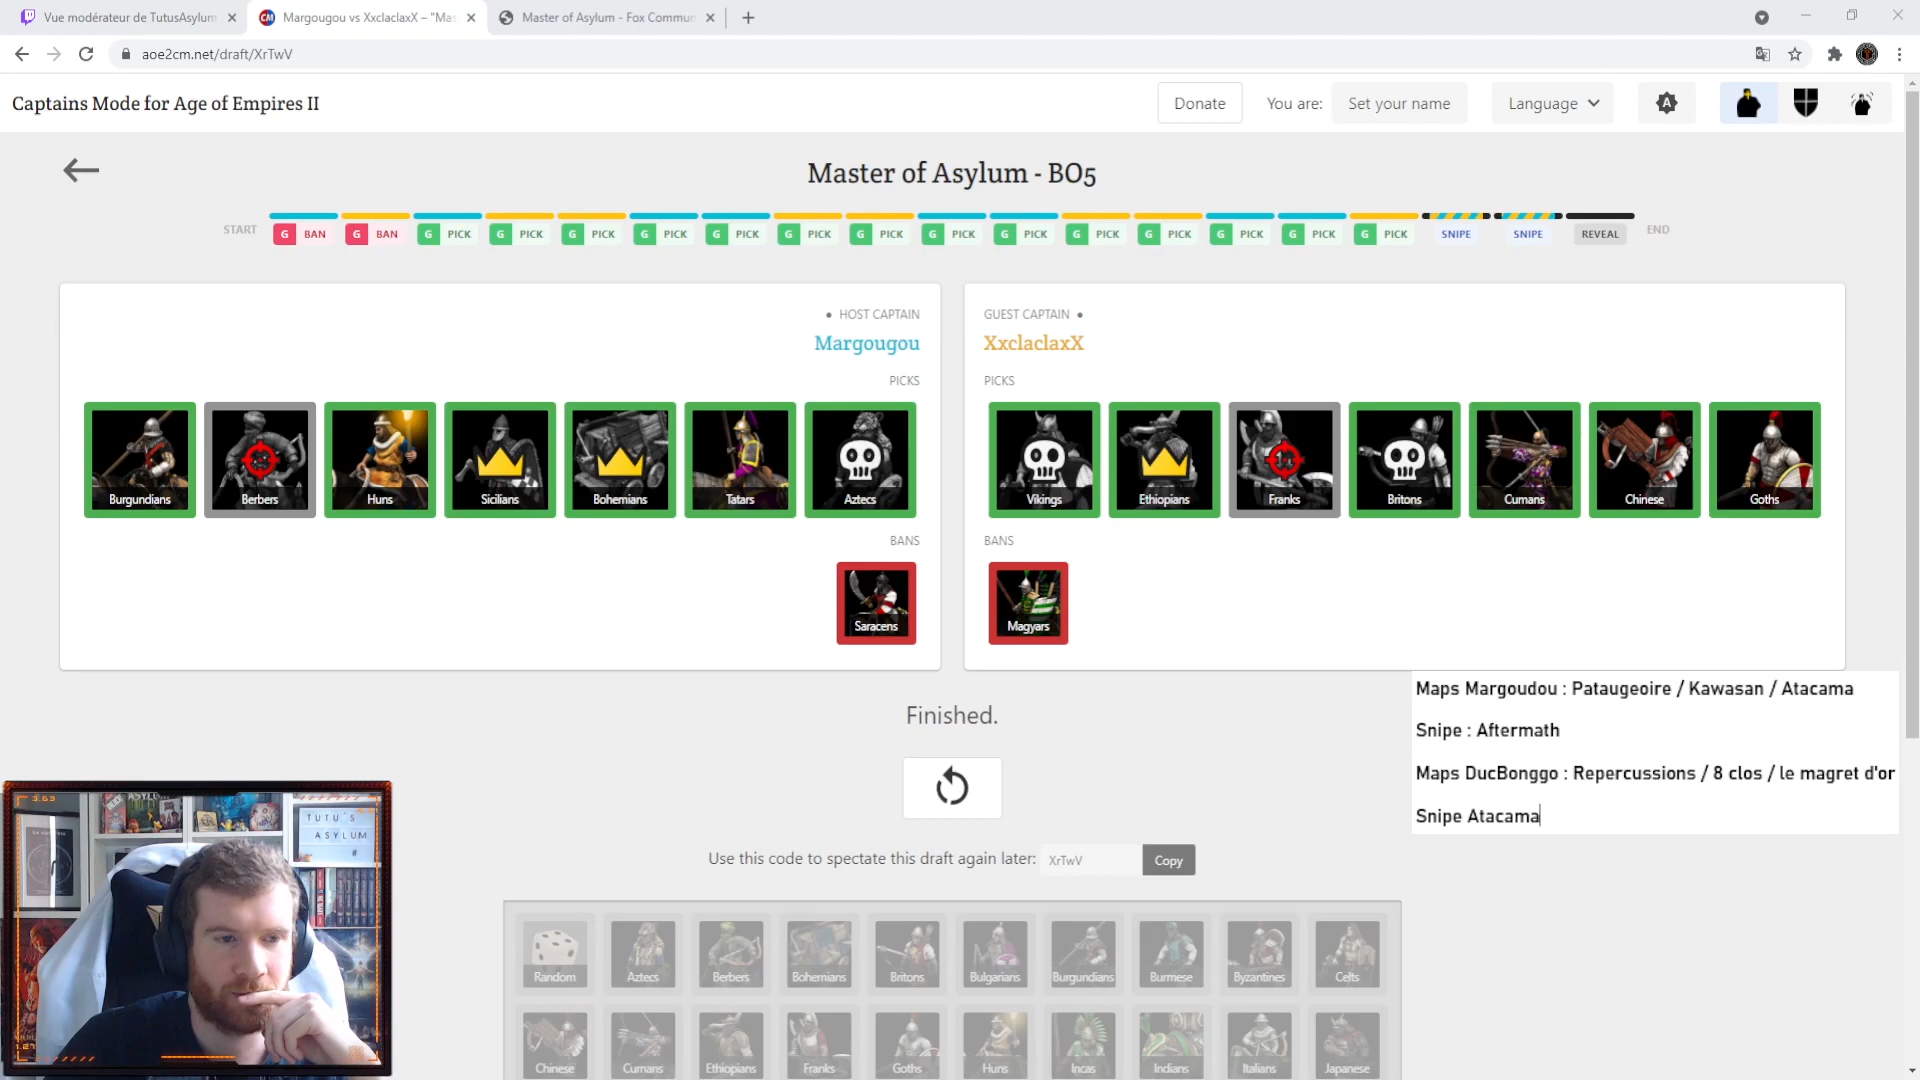 Vue modérateur de TutusAsylum
Margougou vs XxclaclaxX – "Mas
Master of Asylum - Fox Commun
aoe2cm.net/draft/XrTwV
Captains Mode for Age of Empires II
Donate
You are:
Set your name
Language
Master of Asylum - BO5
START
G BAN
G BAN
G PICK
G PICK
G PICK
G PICK
G PICK
G PICK
G PICK
G PICK
G PICK
G PICK
G PICK
G PICK
G PICK
G PICK
SNIPE
SNIPE
REVEAL
END
HOST CAPTAIN
Margougou
PICKS
Burgundians
Berbers
Huns
Sicilians
Bohemians
Tatars
Aztecs
BANS
Saracens
GUEST CAPTAIN
XxclaclaxX
PICKS
Vikings
Ethiopians
Franks
Britons
Cumans
Chinese
Goths
BANS
Magyars
Maps Margoudou : Pataugeoire / Kawasan / Atacama
Snipe : Aftermath
Maps DucBonggo : Repercussions / 8 clos / le magret d'or
Snipe Atacama
Finished.
Use this code to spectate this draft again later:
XrTwV
Copy
Random
Aztecs
Berbers
Bohemians
Britons
Bulgarians
Burgundians
Burmese
Byzantines
Celts
Chinese
Cumans
Ethiopians
Franks
Goths
Huns
Incas
Indians
Italians
Japanese
3.63
TUTU'S
ASYLUM
#